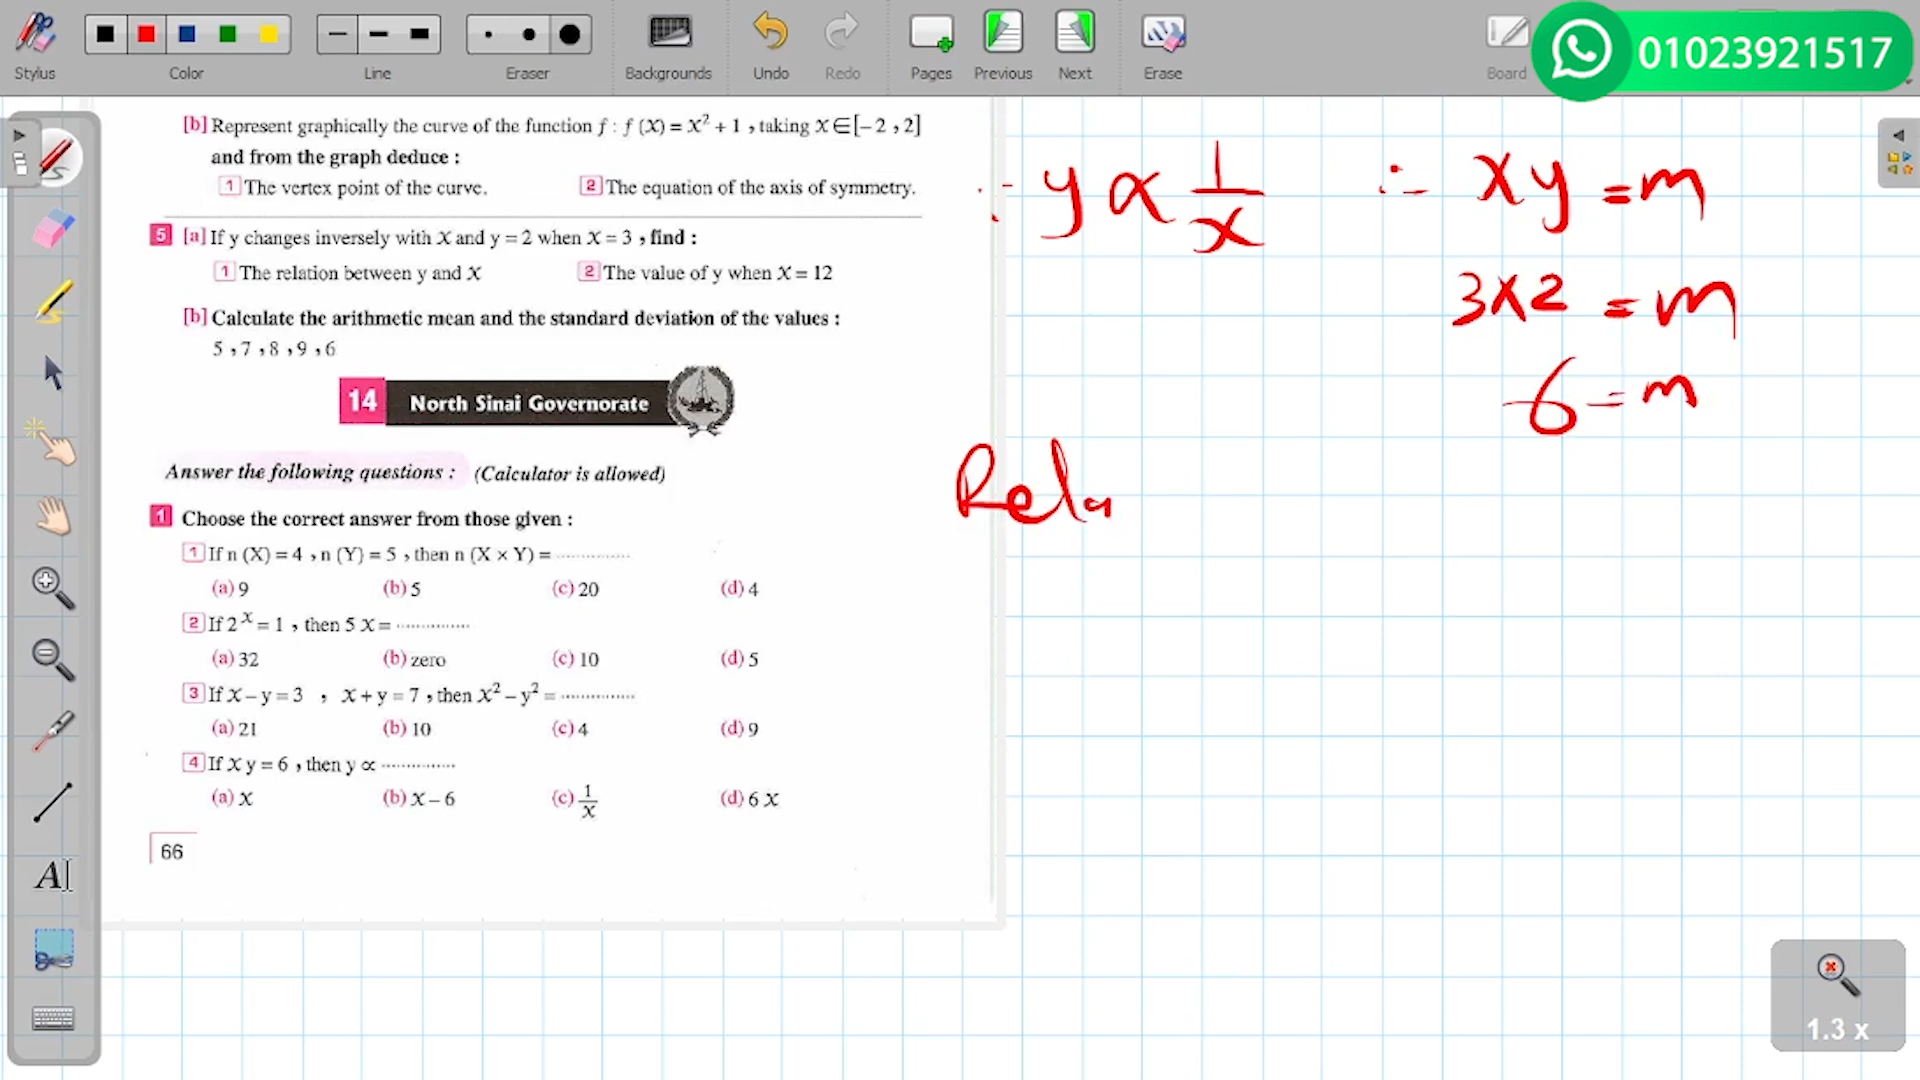 Stylus Color Line Eraser Backgrounds Undo Redo Pages Previous Next Erase Board
01023921517
[b] Represent graphically the curve of the function f : f (X) = X² + 1 , taking X ∈ [– 2 , 2]
and from the graph deduce :
1 The vertex point of the curve. 2 The equation of the axis of symmetry.
5 [a] If y changes inversely with X and y = 2 when X = 3 , find :
1 The relation between y and X 2 The value of y when X = 12
[b] Calculate the arithmetic mean and the standard deviation of the values :
5 , 7 , 8 , 9 , 6
14 North Sinai Governorate
Answer the following questions : (Calculator is allowed)
1 Choose the correct answer from those given :
1 If n (X) = 4 , n (Y) = 5 , then n (X × Y) = ..............
(a) 9 (b) 5 (c) 20 (d) 4
2 If 2ˣ = 1 , then 5 X = ..............
(a) 32 (b) zero (c) 10 (d) 5
3 If X – y = 3 , X + y = 7 , then X² – y² = ..............
(a) 21 (b) 10 (c) 4 (d) 9
4 If X y = 6 , then y ∝ ..............
(a) X (b) X – 6 (c) 1/X (d) 6 X
66
∵ y ∝ 1/x ∴ xy = m
3×2 = m
6 = m
Rela
AI
1.3 x